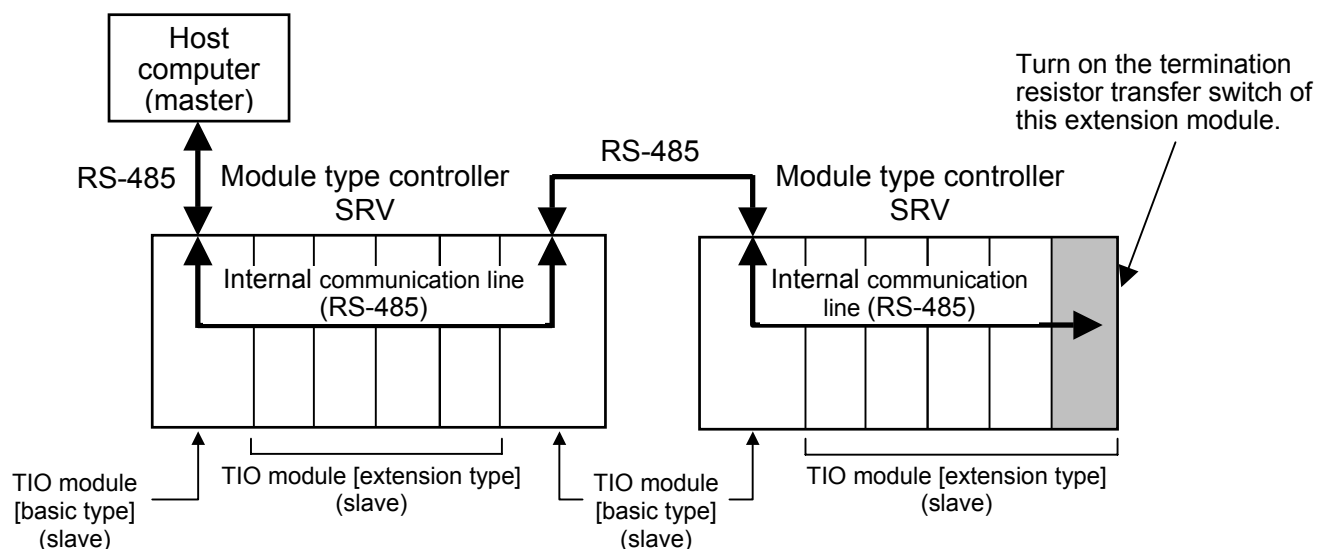 Host
computer
(master)
Turn on the termination
resistor transfer switch of
this extension module.
RS-485
RS-485
Module type controller
SRV
Module type controller
SRV
Internal communication line
(RS-485)
Internal communication
line (RS-485)
TIO module
[basic type]
(slave)
TIO module [extension type]
(slave)
TIO module
[basic type]
(slave)
TIO module [extension type]
(slave)